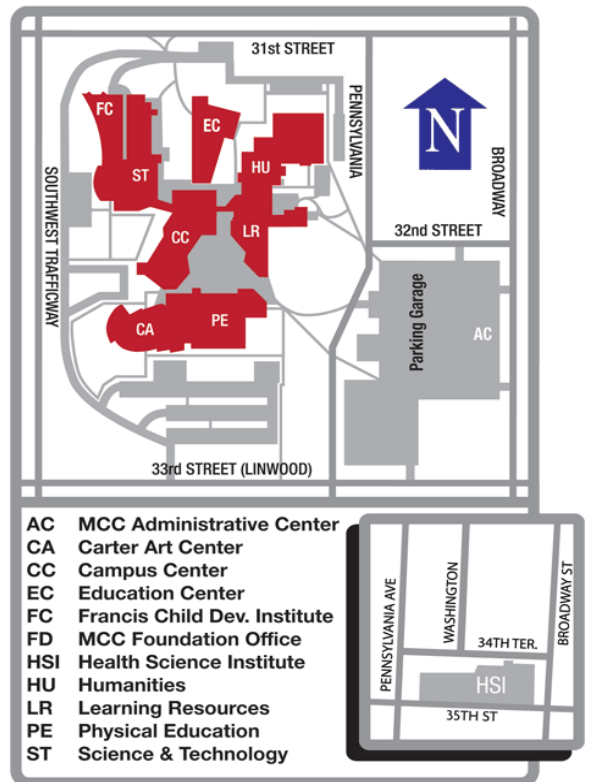 31st STREET
FC
EC
PENNSYLVANIA
N
BROADWAY
ST
HU
SOUTHWEST TRAFFICWAY
CC
LR
32nd STREET
CA
PE
Parking Garage
AC
33rd STREET (LINWOOD)
AC MCC Administrative Center
CA Carter Art Center
CC Campus Center
EC Education Center
FC Francis Child Dev. Institute
FD MCC Foundation Office
HSI Health Science Institute
HU Humanities
LR Learning Resources
PE Physical Education
ST Science & Technology
PENNSYLVANIA AVE
WASHINGTON
BROADWAY ST
34TH TER.
HSI
35TH ST